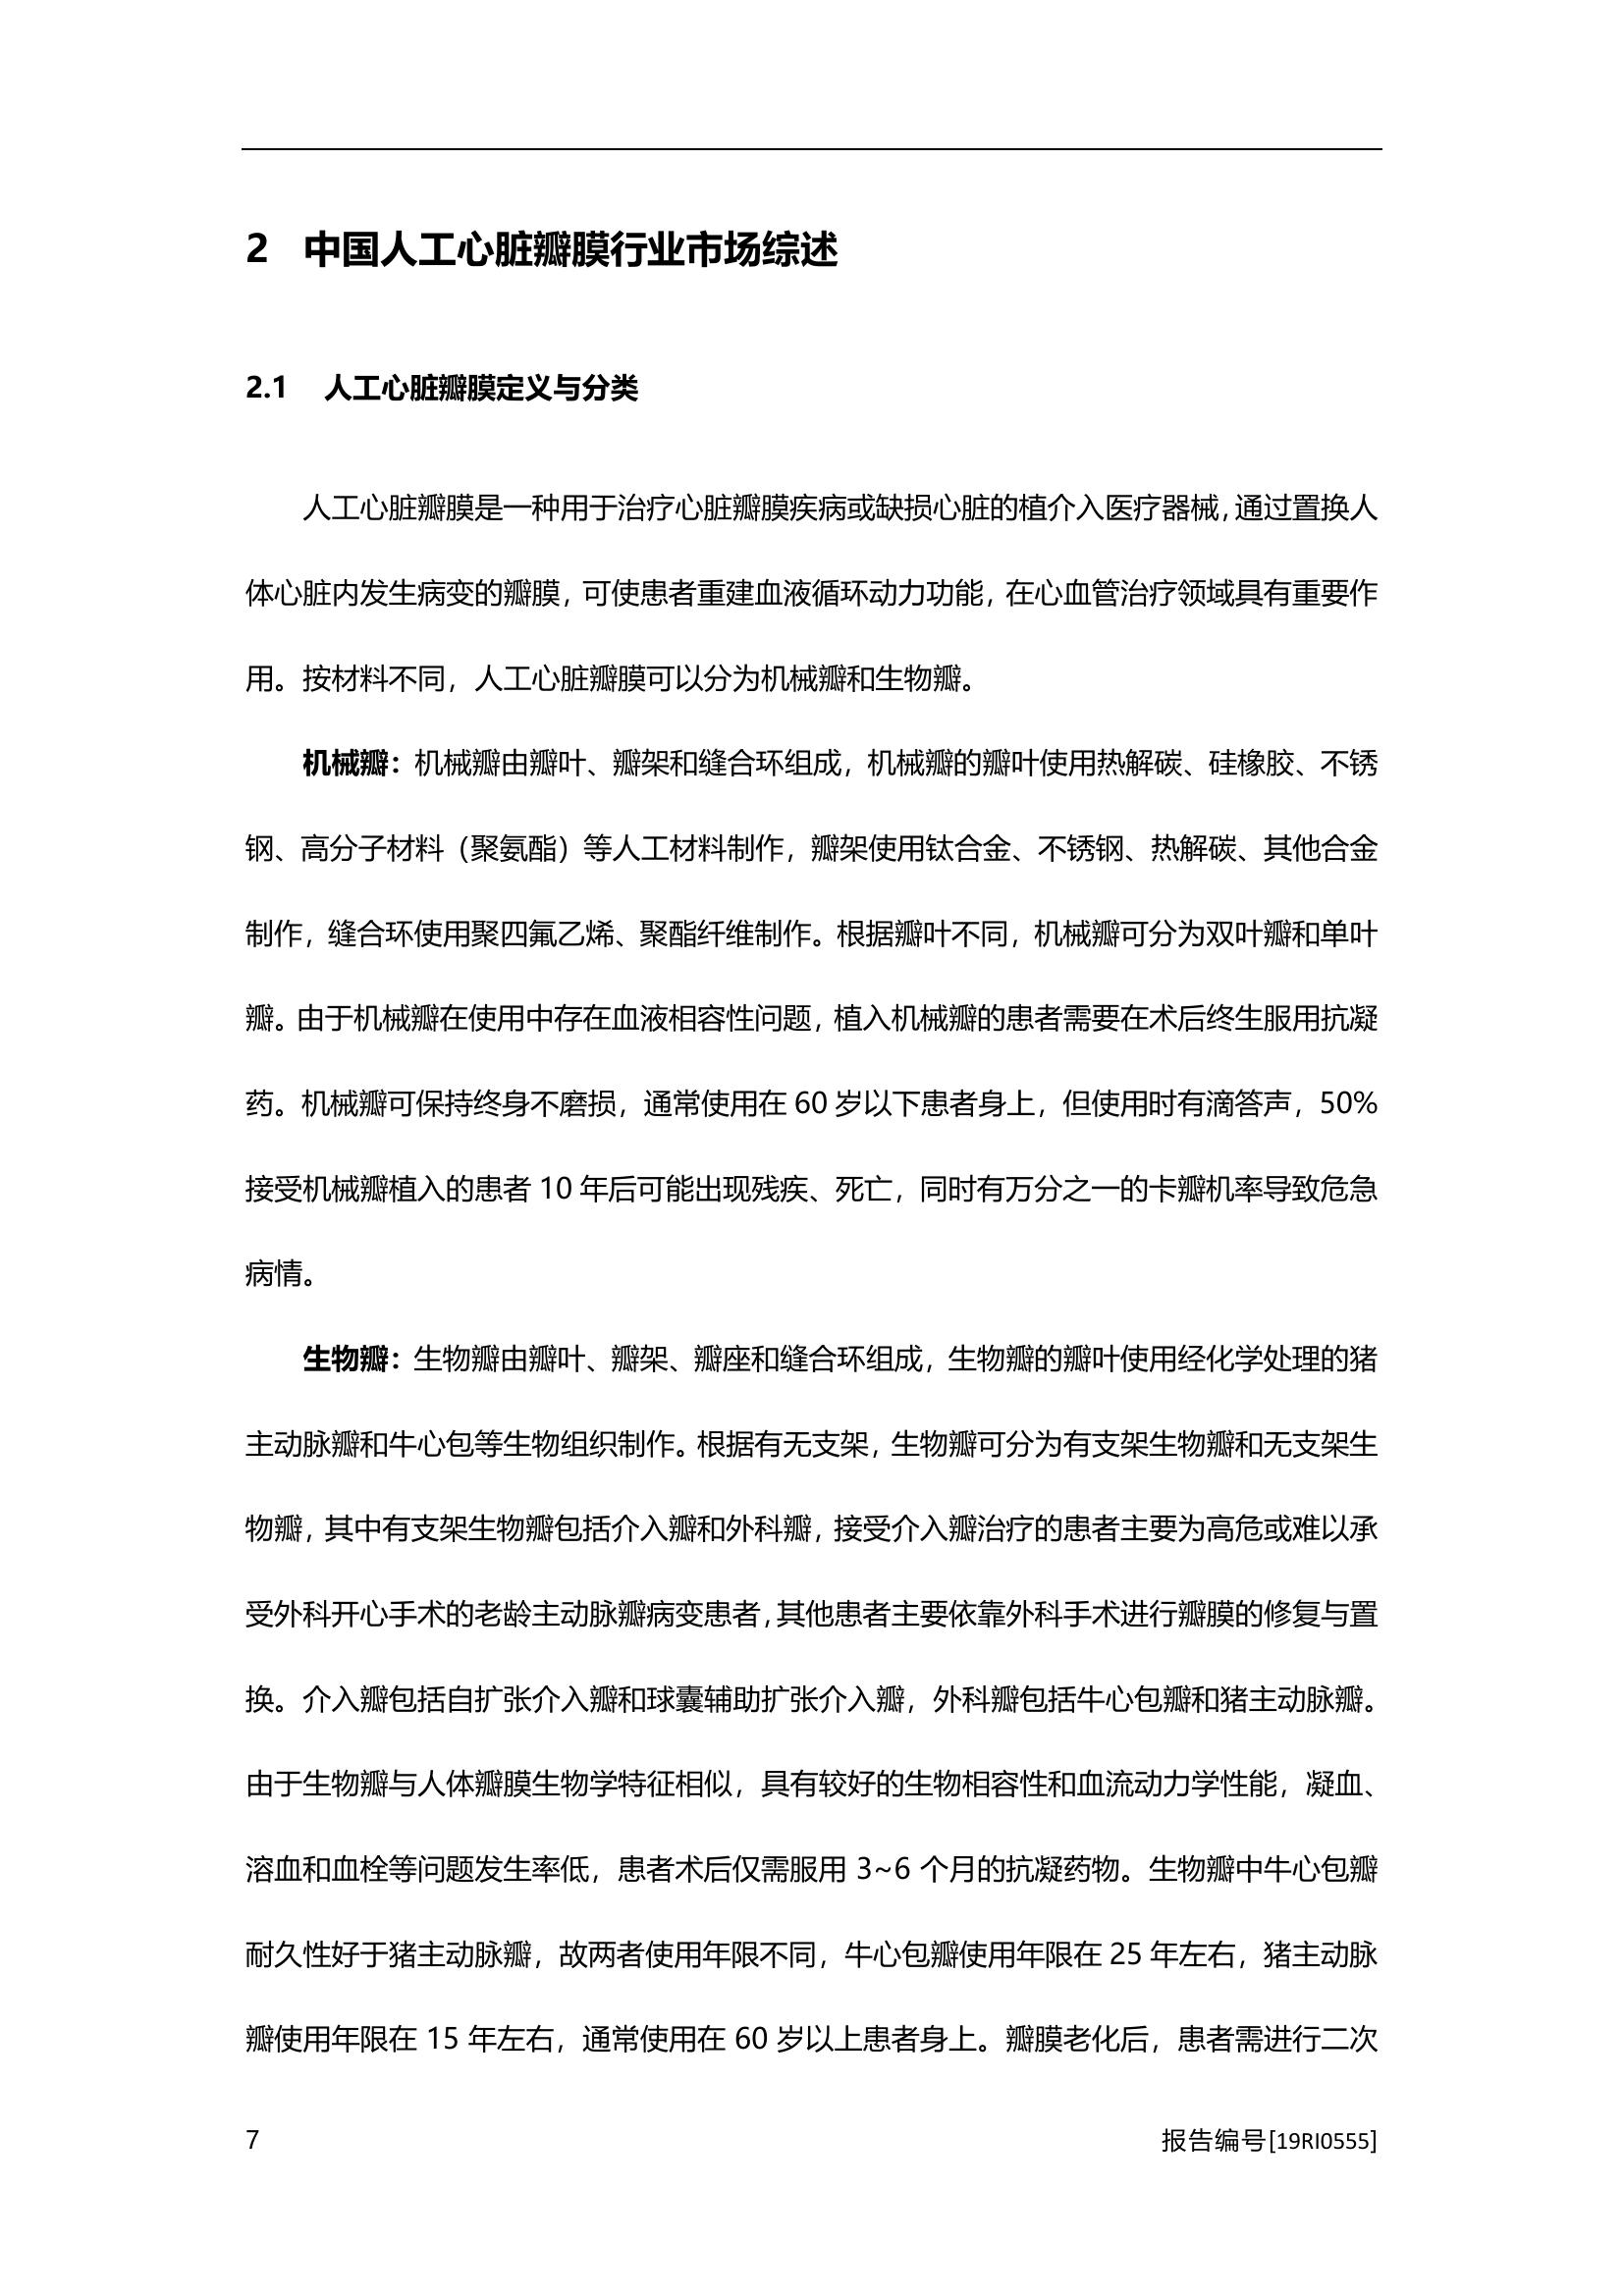 2 中国人工心脏瓣膜行业市场综述
2.1 人工心脏瓣膜定义与分类
人工心脏瓣膜是一种用于治疗心脏瓣膜疾病或缺损心脏的植介入医疗器械，通过置换人
体心脏内发生病变的瓣膜，可使患者重建血液循环动力功能，在心血管治疗领域具有重要作
用。按材料不同，人工心脏瓣膜可以分为机械瓣和生物瓣。
机械瓣：机械瓣由瓣叶、瓣架和缝合环组成，机械瓣的瓣叶使用热解碳、硅橡胶、不锈
钢、高分子材料（聚氨酯）等人工材料制作，瓣架使用钛合金、不锈钢、热解碳、其他合金
制作，缝合环使用聚四氟乙烯、聚酯纤维制作。根据瓣叶不同，机械瓣可分为双叶瓣和单叶
瓣。由于机械瓣在使用中存在血液相容性问题，植入机械瓣的患者需要在术后终生服用抗凝
药。机械瓣可保持终身不磨损，通常使用在 60 岁以下患者身上，但使用时有滴答声，50%
接受机械瓣植入的患者 10 年后可能出现残疾、死亡，同时有万分之一的卡瓣机率导致危急
病情。
生物瓣：生物瓣由瓣叶、瓣架、瓣座和缝合环组成，生物瓣的瓣叶使用经化学处理的猪
主动脉瓣和牛心包等生物组织制作。根据有无支架，生物瓣可分为有支架生物瓣和无支架生
物瓣，其中有支架生物瓣包括介入瓣和外科瓣，接受介入瓣治疗的患者主要为高危或难以承
受外科开心手术的老龄主动脉瓣病变患者，其他患者主要依靠外科手术进行瓣膜的修复与置
换。介入瓣包括自扩张介入瓣和球囊辅助扩张介入瓣，外科瓣包括牛心包瓣和猪主动脉瓣。
由于生物瓣与人体瓣膜生物学特征相似，具有较好的生物相容性和血流动力学性能，凝血、
溶血和血栓等问题发生率低，患者术后仅需服用 3~6 个月的抗凝药物。生物瓣中牛心包瓣
耐久性好于猪主动脉瓣，故两者使用年限不同，牛心包瓣使用年限在 25 年左右，猪主动脉
瓣使用年限在 15 年左右，通常使用在 60 岁以上患者身上。瓣膜老化后，患者需进行二次
7 报告编号[19RI0555]